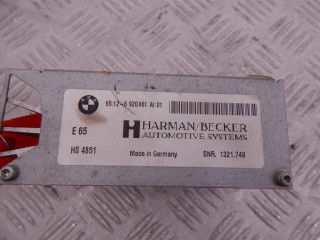 65.12-6 920 461 AI:01
E 65
HARMAN/BECKER
AUTOMOTIVE SYSTEMS
HS 4851
Made in Germany
SNR. 1321.749